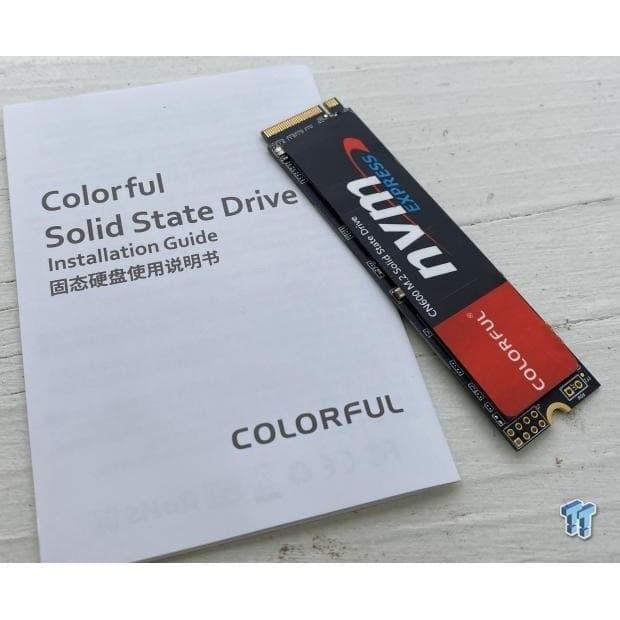 Colorful
Solid State Drive
Installation Guide
固态硬盘使用说明书
COLORFUL
nvm
EXPRESS
CN600 M.2 Solid State Drive
COLORFUL®
TT